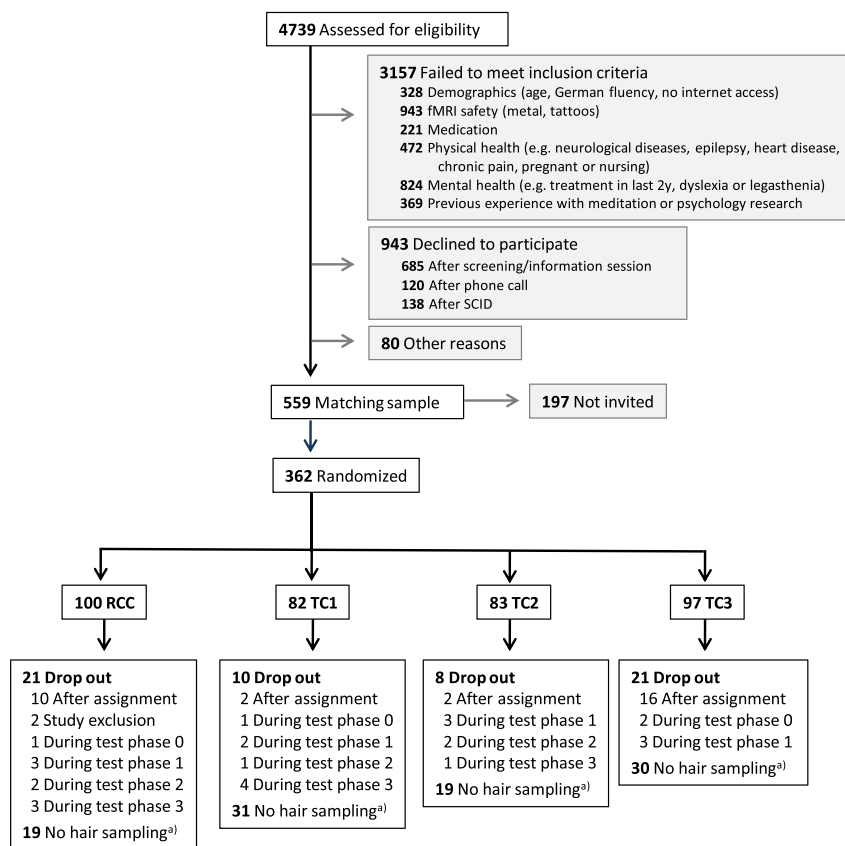 4739 Assessed for eligibility
3157 Failed to meet inclusion criteria
328 Demographics (age, German fluency, no internet access)
943 fMRI safety (metal, tattoos)
221 Medication
472 Physical health (e.g. neurological diseases, epilepsy, heart disease,
chronic pain, pregnant or nursing)
824 Mental health (e.g. treatment in last 2y, dyslexia or legasthenia)
369 Previous experience with meditation or psychology research
943 Declined to participate
685 After screening/information session
120 After phone call
138 After SCID
80 Other reasons
559 Matching sample
197 Not invited
362 Randomized
100 RCC
82 TC1
83 TC2
97 TC3
21 Drop out
10 After assignment
2 Study exclusion
1 During test phase 0
3 During test phase 1
2 During test phase 2
3 During test phase 3
19 No hair samplingᵃ⁾
10 Drop out
2 After assignment
1 During test phase 0
2 During test phase 1
1 During test phase 2
4 During test phase 3
31 No hair samplingᵃ⁾
8 Drop out
2 After assignment
3 During test phase 1
2 During test phase 2
1 During test phase 3
19 No hair samplingᵃ⁾
21 Drop out
16 After assignment
2 During test phase 0
3 During test phase 1
30 No hair samplingᵃ⁾